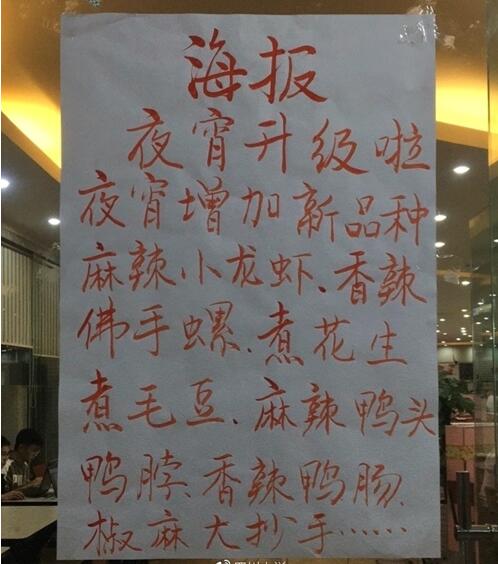 海报
夜宵升级啦
夜宵增加新品种
麻辣小龙虾、香辣
佛手螺、煮花生
煮毛豆、麻辣鸭头
鸭脖、香辣鸭肠、
椒麻大抄手……